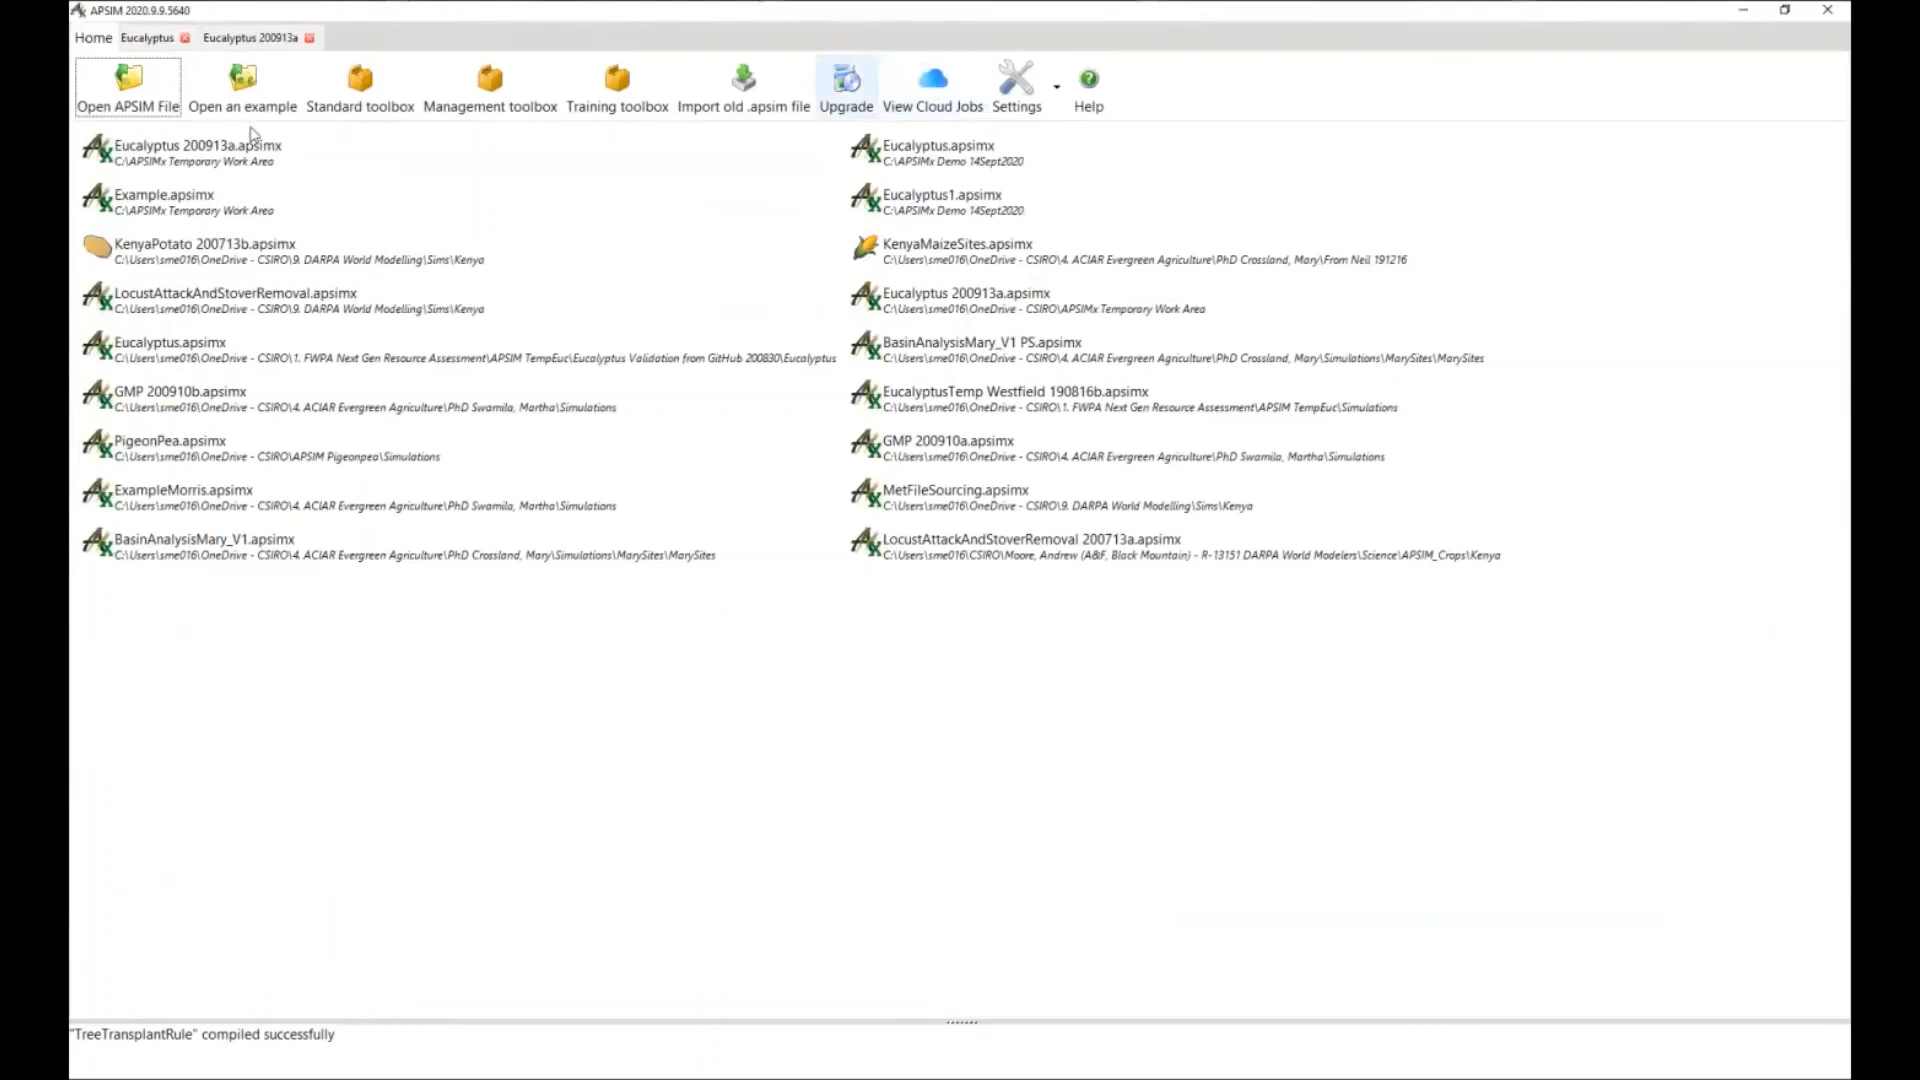 APSIM 2020.9.9.5640
Home Eucalyptus Eucalyptus 200913a
Open APSIM File Open an example Standard toolbox Management toolbox Training toolbox Import old .apsim file Upgrade View Cloud Jobs Settings Help
Eucalyptus 200913a.apsimx
C:\APSIMx Temporary Work Area
Eucalyptus.apsimx
C:\APSIMx Demo 14Sept2020
Example.apsimx
C:\APSIMx Temporary Work Area
Eucalyptus1.apsimx
C:\APSIMx Demo 14Sept2020
KenyaPotato 200713b.apsimx
C:\Users\sme016\OneDrive - CSIRO\9. DARPA World Modelling\Sims\Kenya
KenyaMaizeSites.apsimx
C:\Users\sme016\OneDrive - CSIRO\4. ACIAR Evergreen Agriculture\PhD Crossland, Mary\From Neil 191216
LocustAttackAndStoverRemoval.apsimx
C:\Users\sme016\OneDrive - CSIRO\9. DARPA World Modelling\Sims\Kenya
Eucalyptus 200913a.apsimx
C:\Users\sme016\OneDrive - CSIRO\APSIMx Temporary Work Area
Eucalyptus.apsimx
C:\Users\sme016\OneDrive - CSIRO\1. FWPA Next Gen Resource Assessment\APSIM TempEuc\Eucalyptus Validation from GitHub 200830\Eucalyptus
BasinAnalysisMary_V1 PS.apsimx
C:\Users\sme016\OneDrive - CSIRO\4. ACIAR Evergreen Agriculture\PhD Crossland, Mary\Simulations\MarySites\MarySites
GMP 200910b.apsimx
C:\Users\sme016\OneDrive - CSIRO\4. ACIAR Evergreen Agriculture\PhD Swamila, Martha\Simulations
EucalyptusTemp Westfield 190816b.apsimx
C:\Users\sme016\OneDrive - CSIRO\1. FWPA Next Gen Resource Assessment\APSIM TempEuc\Simulations
PigeonPea.apsimx
C:\Users\sme016\OneDrive - CSIRO\APSIM Pigeonpea\Simulations
GMP 200910a.apsimx
C:\Users\sme016\OneDrive - CSIRO\4. ACIAR Evergreen Agriculture\PhD Swamila, Martha\Simulations
ExampleMorris.apsimx
C:\Users\sme016\OneDrive - CSIRO\4. ACIAR Evergreen Agriculture\PhD Swamila, Martha\Simulations
MetFileSourcing.apsimx
C:\Users\sme016\OneDrive - CSIRO\9. DARPA World Modelling\Sims\Kenya
BasinAnalysisMary_V1.apsimx
C:\Users\sme016\OneDrive - CSIRO\4. ACIAR Evergreen Agriculture\PhD Crossland, Mary\Simulations\MarySites\MarySites
LocustAttackAndStoverRemoval 200713a.apsimx
C:\Users\sme016\CSIRO\Moore, Andrew (A&F, Black Mountain) - R-13151 DARPA World Modelers\Science\APSIM_Crops\Kenya
"TreeTransplantRule" compiled successfully